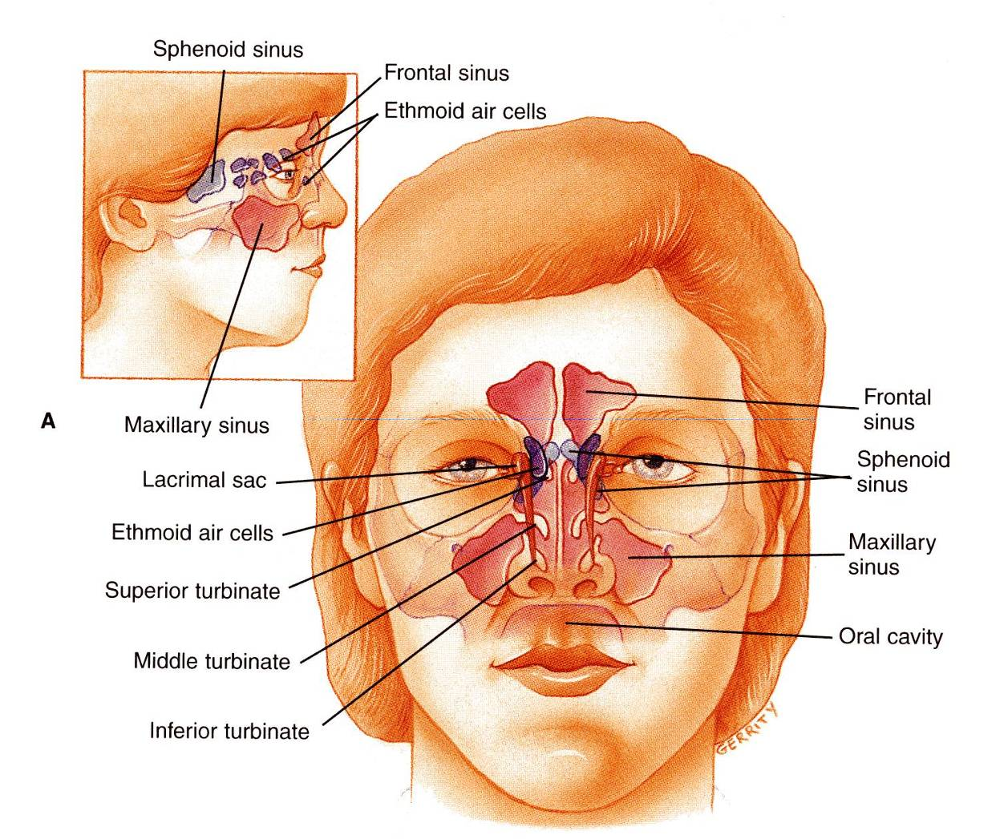 Sphenoid sinus
Frontal sinus
Ethmoid air cells
A
Maxillary sinus
Lacrimal sac
Ethmoid air cells
Superior turbinate
Middle turbinate
Inferior turbinate
Frontal
sinus
Sphenoid
sinus
Maxillary
sinus
Oral cavity
GERRITY